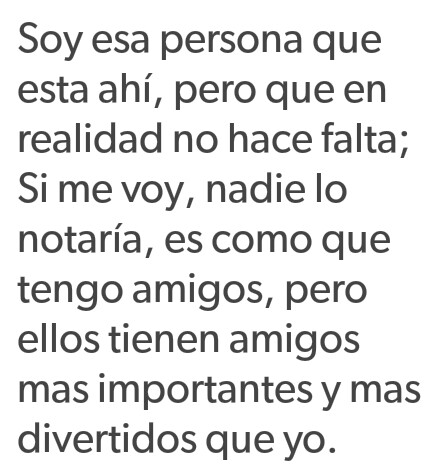 Soy esa persona que
esta ahí, pero que en
realidad no hace falta;
Si me voy, nadie lo
notaría, es como que
tengo amigos, pero
ellos tienen amigos
mas importantes y mas
divertidos que yo.